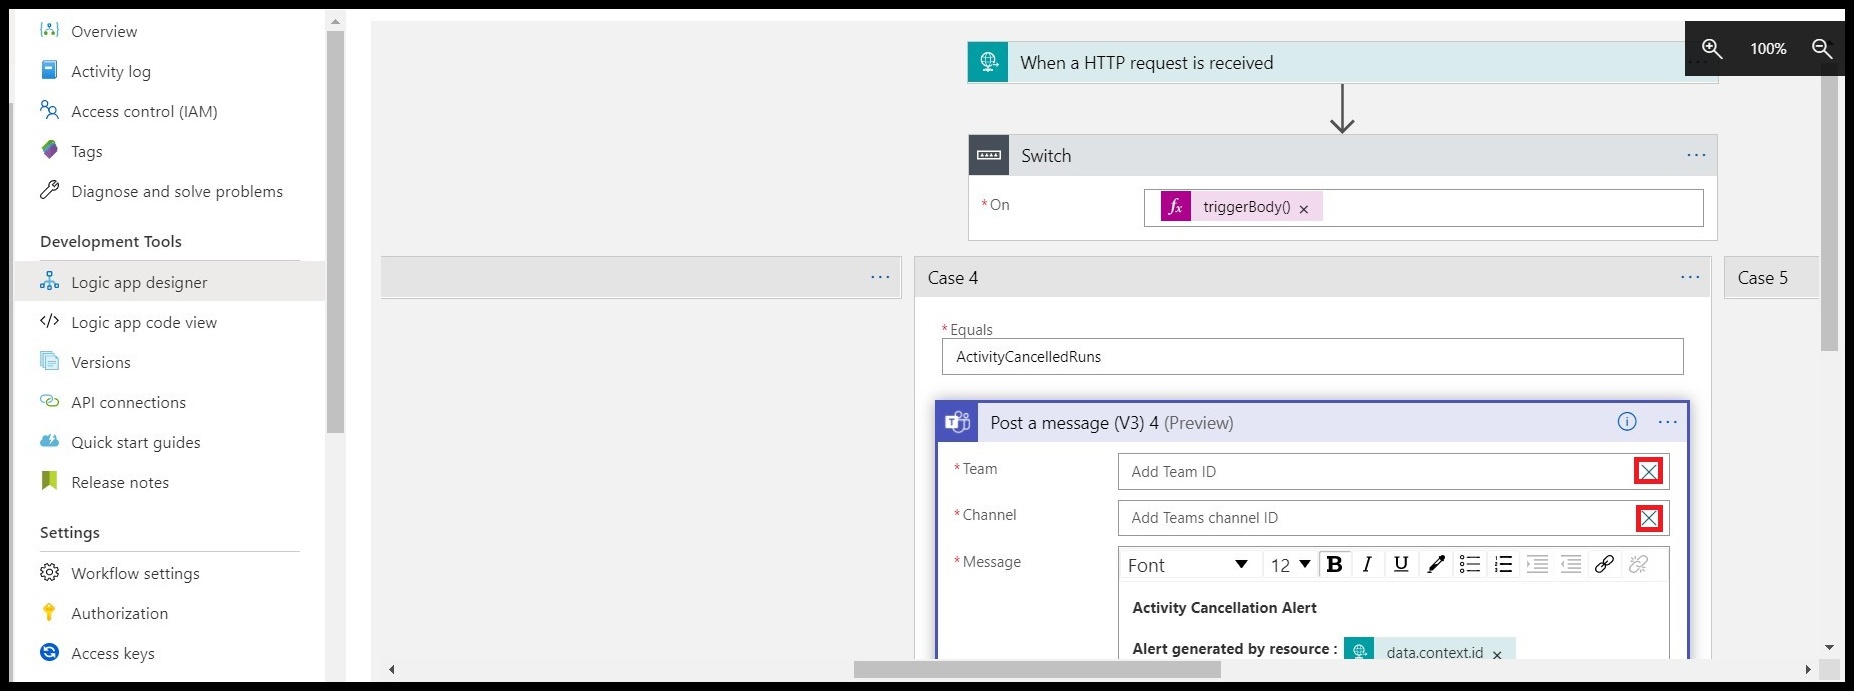 Overview
Activity log
Access control (IAM)
Tags
Diagnose and solve problems
Development Tools
Logic app designer
Logic app code view
Versions
API connections
Quick start guides
Release notes
Settings
Workflow settings
Authorization
Access keys
When a HTTP request is received
100%
Switch
* On
fx triggerBody() ×
Case 4
Case 5
* Equals
ActivityCancelledRuns
Post a message (V3) 4 (Preview)
* Team
Add Team ID
* Channel
Add Teams channel ID
* Message
Font 12 B I U
Activity Cancellation Alert
Alert generated by resource : data.context.id ×